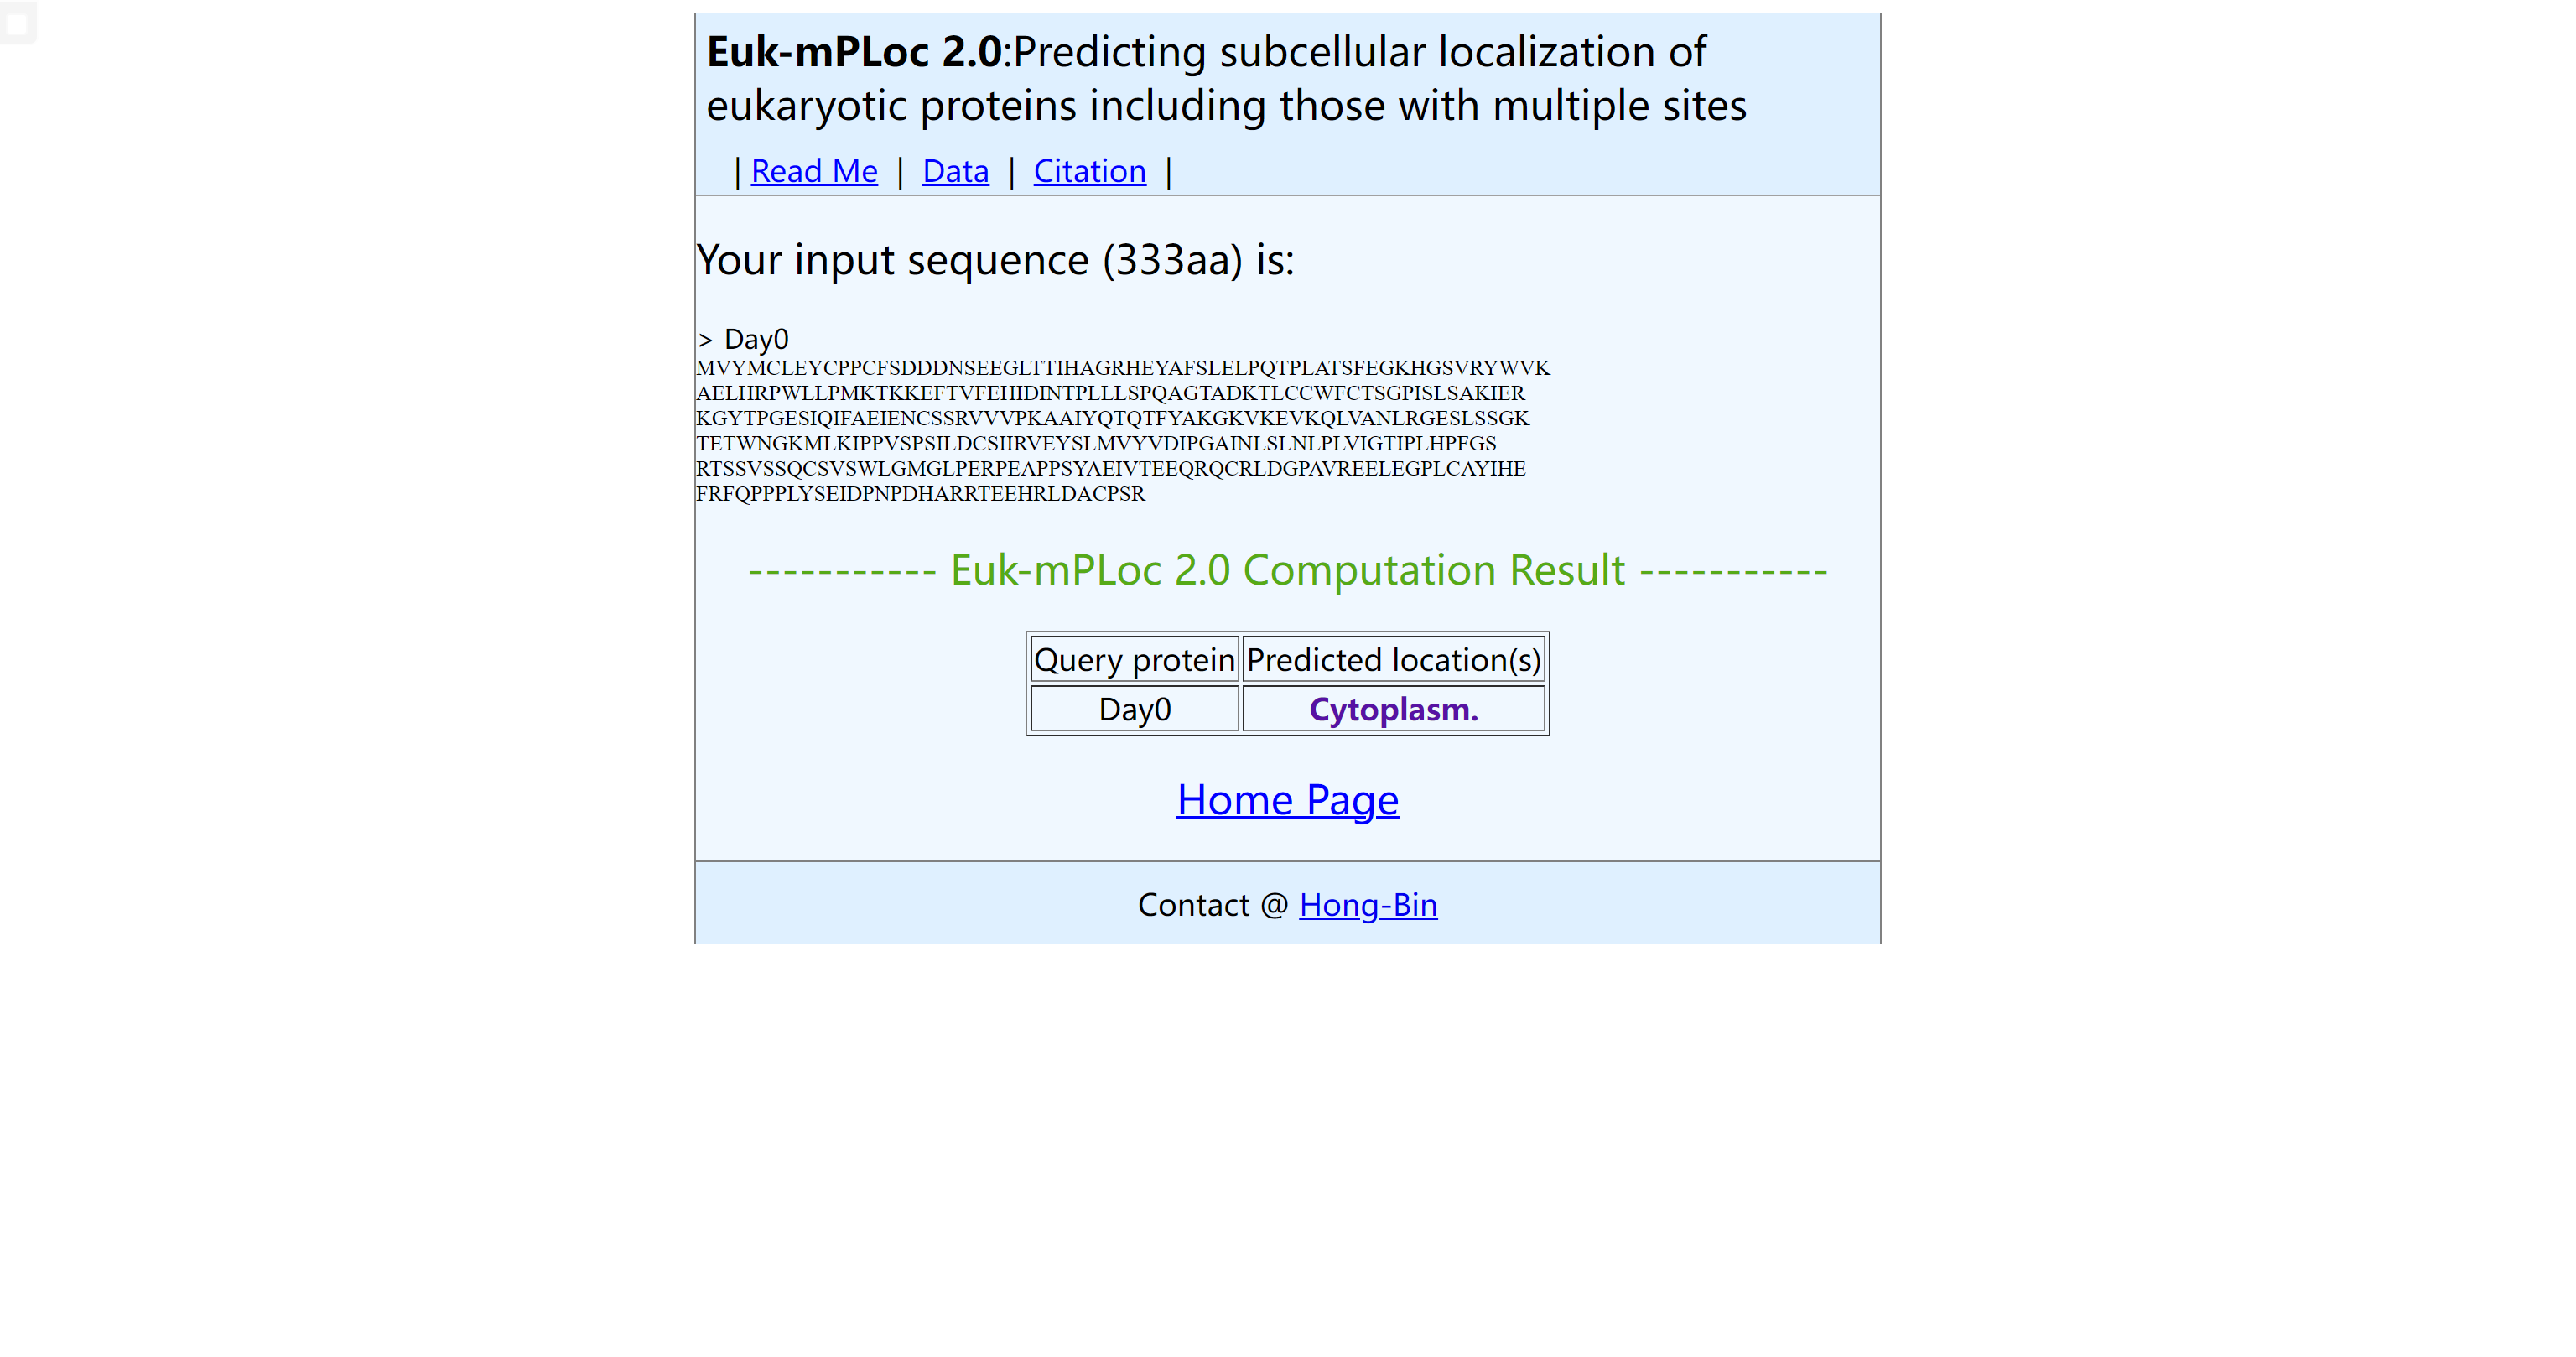 Euk-mPLoc 2.0:Predicting subcellular localization of
eukaryotic proteins including those with multiple sites
| Read Me | Data | Citation |
Your input sequence (333aa) is:
> Day0
MVYMCLEYCPPCFSDDDNSEEGLTTIHAGRHEYAFSLELPQTPLATSFEGKHGSVRYWVK
AELHRPWLLPMKTKKEFTVFEHIDINTPLLLSPQAGTADKTLCCWFCTSGPISLSAKIER
KGYTPGESIQIFAEIENCSSRVVVPKAAIYQTQTFYAKGKVKEVKQLVANLRGESLSSGK
TETWNGKMLKIPPVSPSILDCSIIRVEYSLMVYVDIPGAINLSLNLPLVIGTIPLHPFGS
RTSSVSSQCSVSWLGMGLPERPEAPPSYAEIVTEEQRQCRLDGPAVREELEGPLCAYIHE
FRFQPPPLYSEIDPNPDHARRTEEHRLDACPSR
----------- Euk-mPLoc 2.0 Computation Result -----------
Query protein Predicted location(s)
Day0 Cytoplasm.
Home Page
Contact @ Hong-Bin